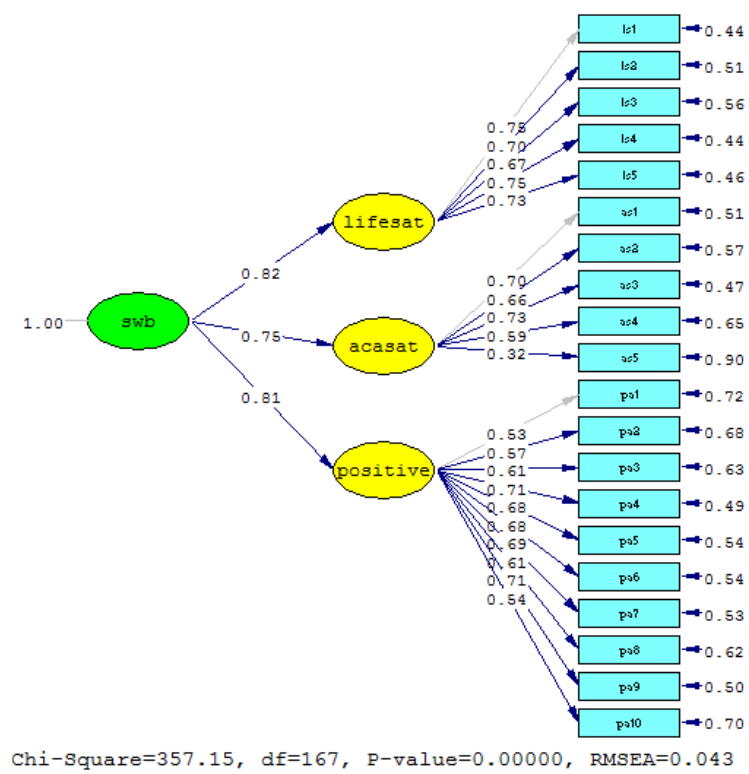 ls1 0.44
ls2 0.51
ls3 0.56
0.75 ls4 0.44
0.70
0.67
0.75 ls5 0.46
0.73
lifesat as1 0.51
as2 0.57
0.82 0.70 as3 0.47
0.66
1.00 swb 0.73 as4 0.65
0.75 acasat 0.59
0.32 as5 0.90
0.81 pa1 0.72
0.53 pa2 0.68
0.57
positive 0.61 pa3 0.63
0.71 pa4 0.49
0.68
0.68 pa5 0.54
0.69
0.61 pa6 0.54
0.71
0.54 pa7 0.53
pa8 0.62
pa9 0.50
pa10 0.70
Chi-Square=357.15, df=167, P-value=0.00000, RMSEA=0.043